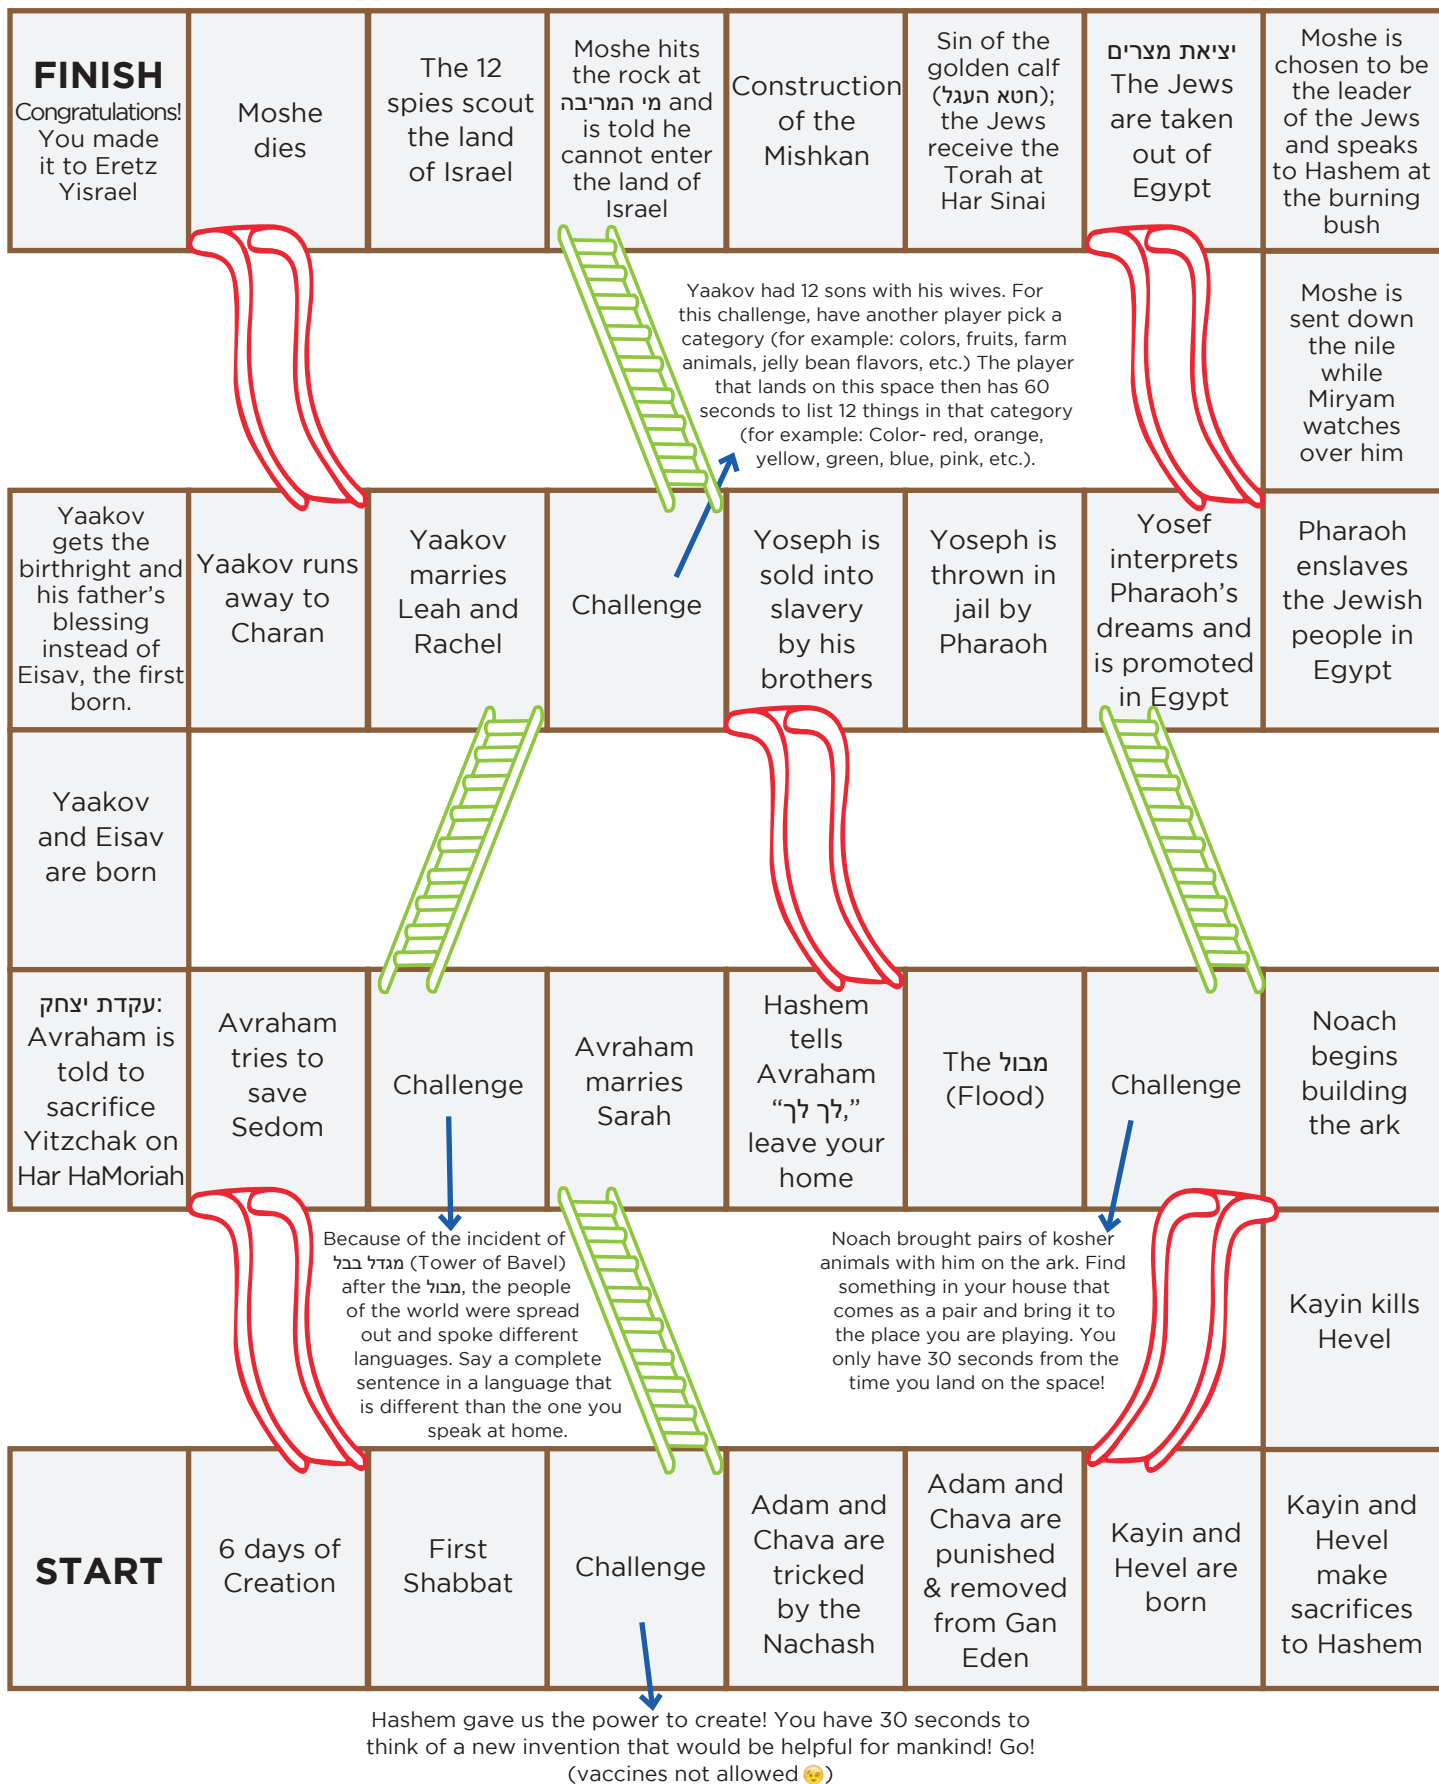 FINISH
Congratulations!
You made
it to Eretz
Yisrael
Moshe
dies
The 12
spies scout
the land
of Israel
Moshe hits
the rock at
מי המריבה and
is told he
cannot enter
the land of
Israel
Construction
of the
Mishkan
Sin of the
golden calf
(חטא העגל);
the Jews
receive the
Torah at
Har Sinai
יציאת מצרים
The Jews
are taken
out of
Egypt
Moshe is
chosen to be
the leader
of the Jews
and speaks
to Hashem at
the burning
bush
Yaakov had 12 sons with his wives. For
this challenge, have another player pick a
category (for example: colors, fruits, farm
animals, jelly bean flavors, etc.) The player
that lands on this space then has 60
seconds to list 12 things in that category
(for example: Color- red, orange,
yellow, green, blue, pink, etc.).
Moshe is
sent down
the nile
while
Miryam
watches
over him
Yaakov
gets the
birthright and
his father's
blessing
instead of
Eisav, the first
born.
Yaakov runs
away to
Charan
Yaakov
marries
Leah and
Rachel
Challenge
Yoseph is
sold into
slavery
by his
brothers
Yoseph is
thrown in
jail by
Pharaoh
Yosef
interprets
Pharaoh's
dreams and
is promoted
in Egypt
Pharaoh
enslaves
the Jewish
people in
Egypt
Yaakov
and Eisav
are born
עקדת יצחק:
Avraham is
told to
sacrifice
Yitzchak on
Har HaMoriah
Avraham
tries to
save
Sedom
Challenge
Avraham
marries
Sarah
Hashem
tells
Avraham
“לך לך,”
leave your
home
The מבול
(Flood)
Challenge
Noach
begins
building
the ark
Because of the incident of
מגדל בבל (Tower of Bavel)
after the מבול, the people
of the world were spread
out and spoke different
languages. Say a complete
sentence in a language that
is different than the one you
speak at home.
Noach brought pairs of kosher
animals with him on the ark. Find
something in your house that
comes as a pair and bring it to
the place you are playing. You
only have 30 seconds from the
time you land on the space!
Kayin kills
Hevel
START
6 days of
Creation
First
Shabbat
Challenge
Adam and
Chava are
tricked
by the
Nachash
Adam and
Chava are
punished
& removed
from Gan
Eden
Kayin and
Hevel are
born
Kayin and
Hevel
make
sacrifices
to Hashem
Hashem gave us the power to create! You have 30 seconds to
think of a new invention that would be helpful for mankind! Go!
(vaccines not allowed 😉)